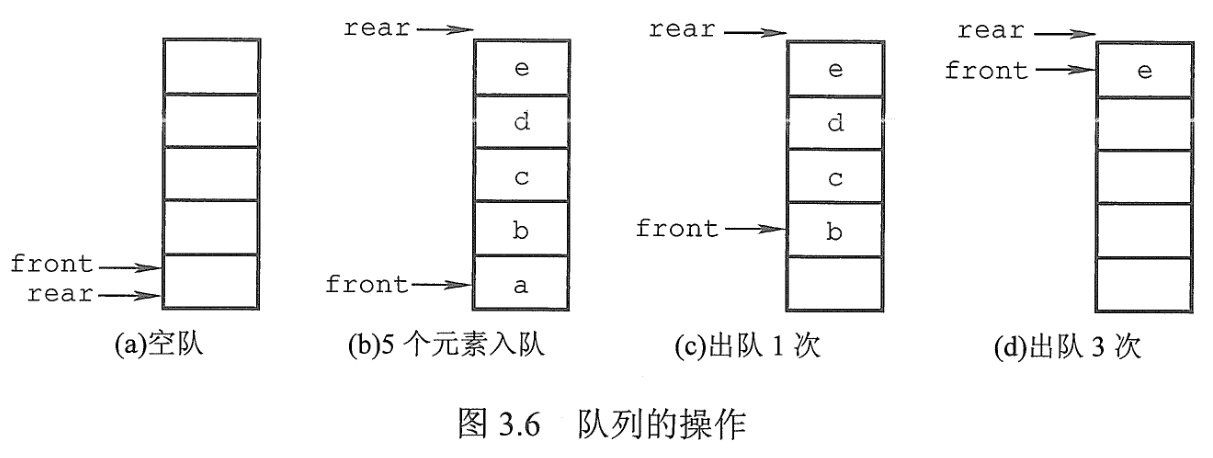 front
rear
(a)空队
rear
e
d
c
b
front
a
(b)5 个元素入队
rear
e
d
c
front
b
(c)出队 1 次
rear
front
e
(d)出队 3 次
图 3.6 队列的操作